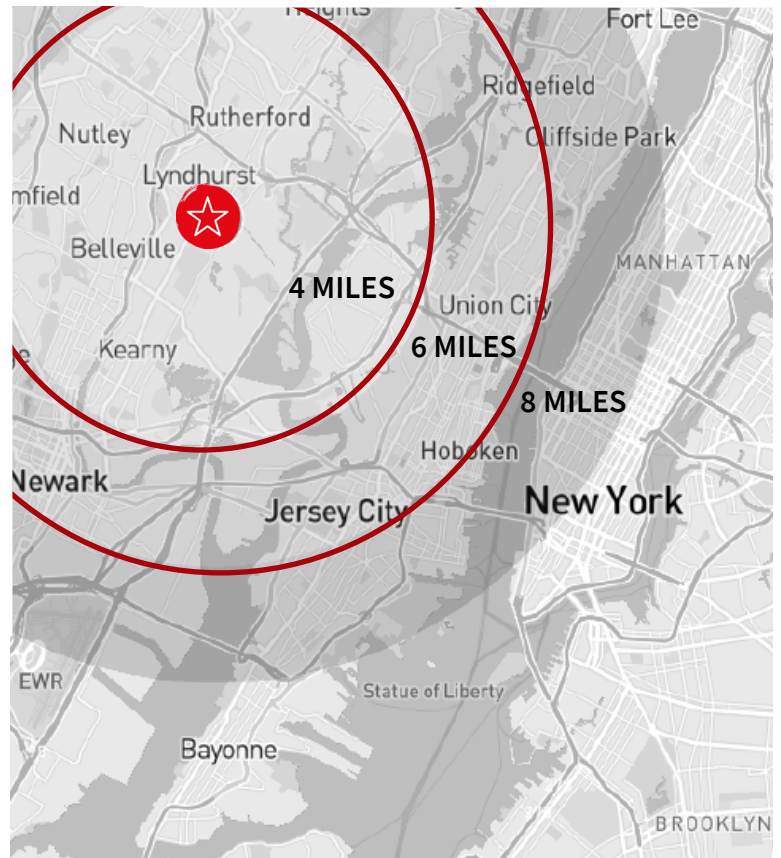 Heights
Fort Lee
Ridgefield
Rutherford
Nutley
Cliffside Park
Lyndhurst
mfield
Belleville
MANHATTAN
4 MILES
Union City
Kearny
6 MILES
8 MILES
Hoboken
Newark
New York
Jersey City
EWR
Statue of Liberty
Bayonne
BROOKLYN